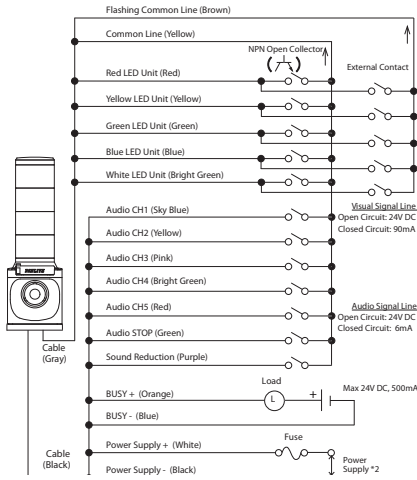 Flashing Common Line (Brown)
Common Line (Yellow)
NPN Open Collector
External Contact
Red LED Unit (Red)
Yellow LED Unit (Yellow)
Green LED Unit (Green)
Blue LED Unit (Blue)
White LED Unit (Bright Green)
Visual Signal Line
Open Circuit: 24V DC
Closed Circuit: 90mA
Audio CH1 (Sky Blue)
Audio CH2 (Yellow)
Audio CH3 (Pink)
Audio CH4 (Bright Green)
Audio CH5 (Red)
Audio Signal Line
Open Circuit: 24V DC
Closed Circuit: 6mA
Audio STOP (Green)
Sound Reduction (Purple)
PATLITE
Cable
(Gray)
Load
L
+
Max 24V DC, 500mA
BUSY + (Orange)
BUSY - (Blue)
Cable
(Black)
Power Supply + (White)
Fuse
Power
Supply *2
Power Supply - (Black)